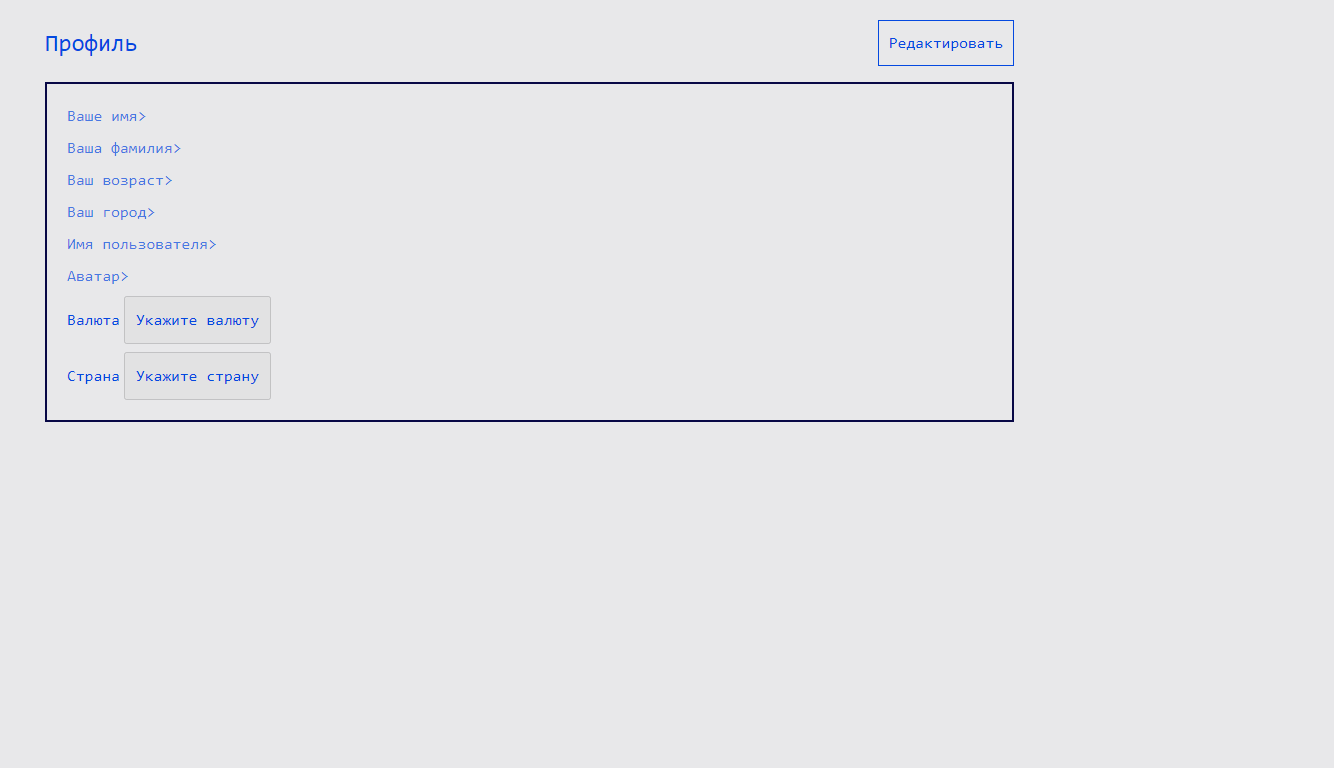 Профиль
Редактировать
Ваше имя>
Ваша фамилия>
Ваш возраст>
Ваш город>
Имя пользователя>
Аватар>
Валюта Укажите валюту
Страна Укажите страну